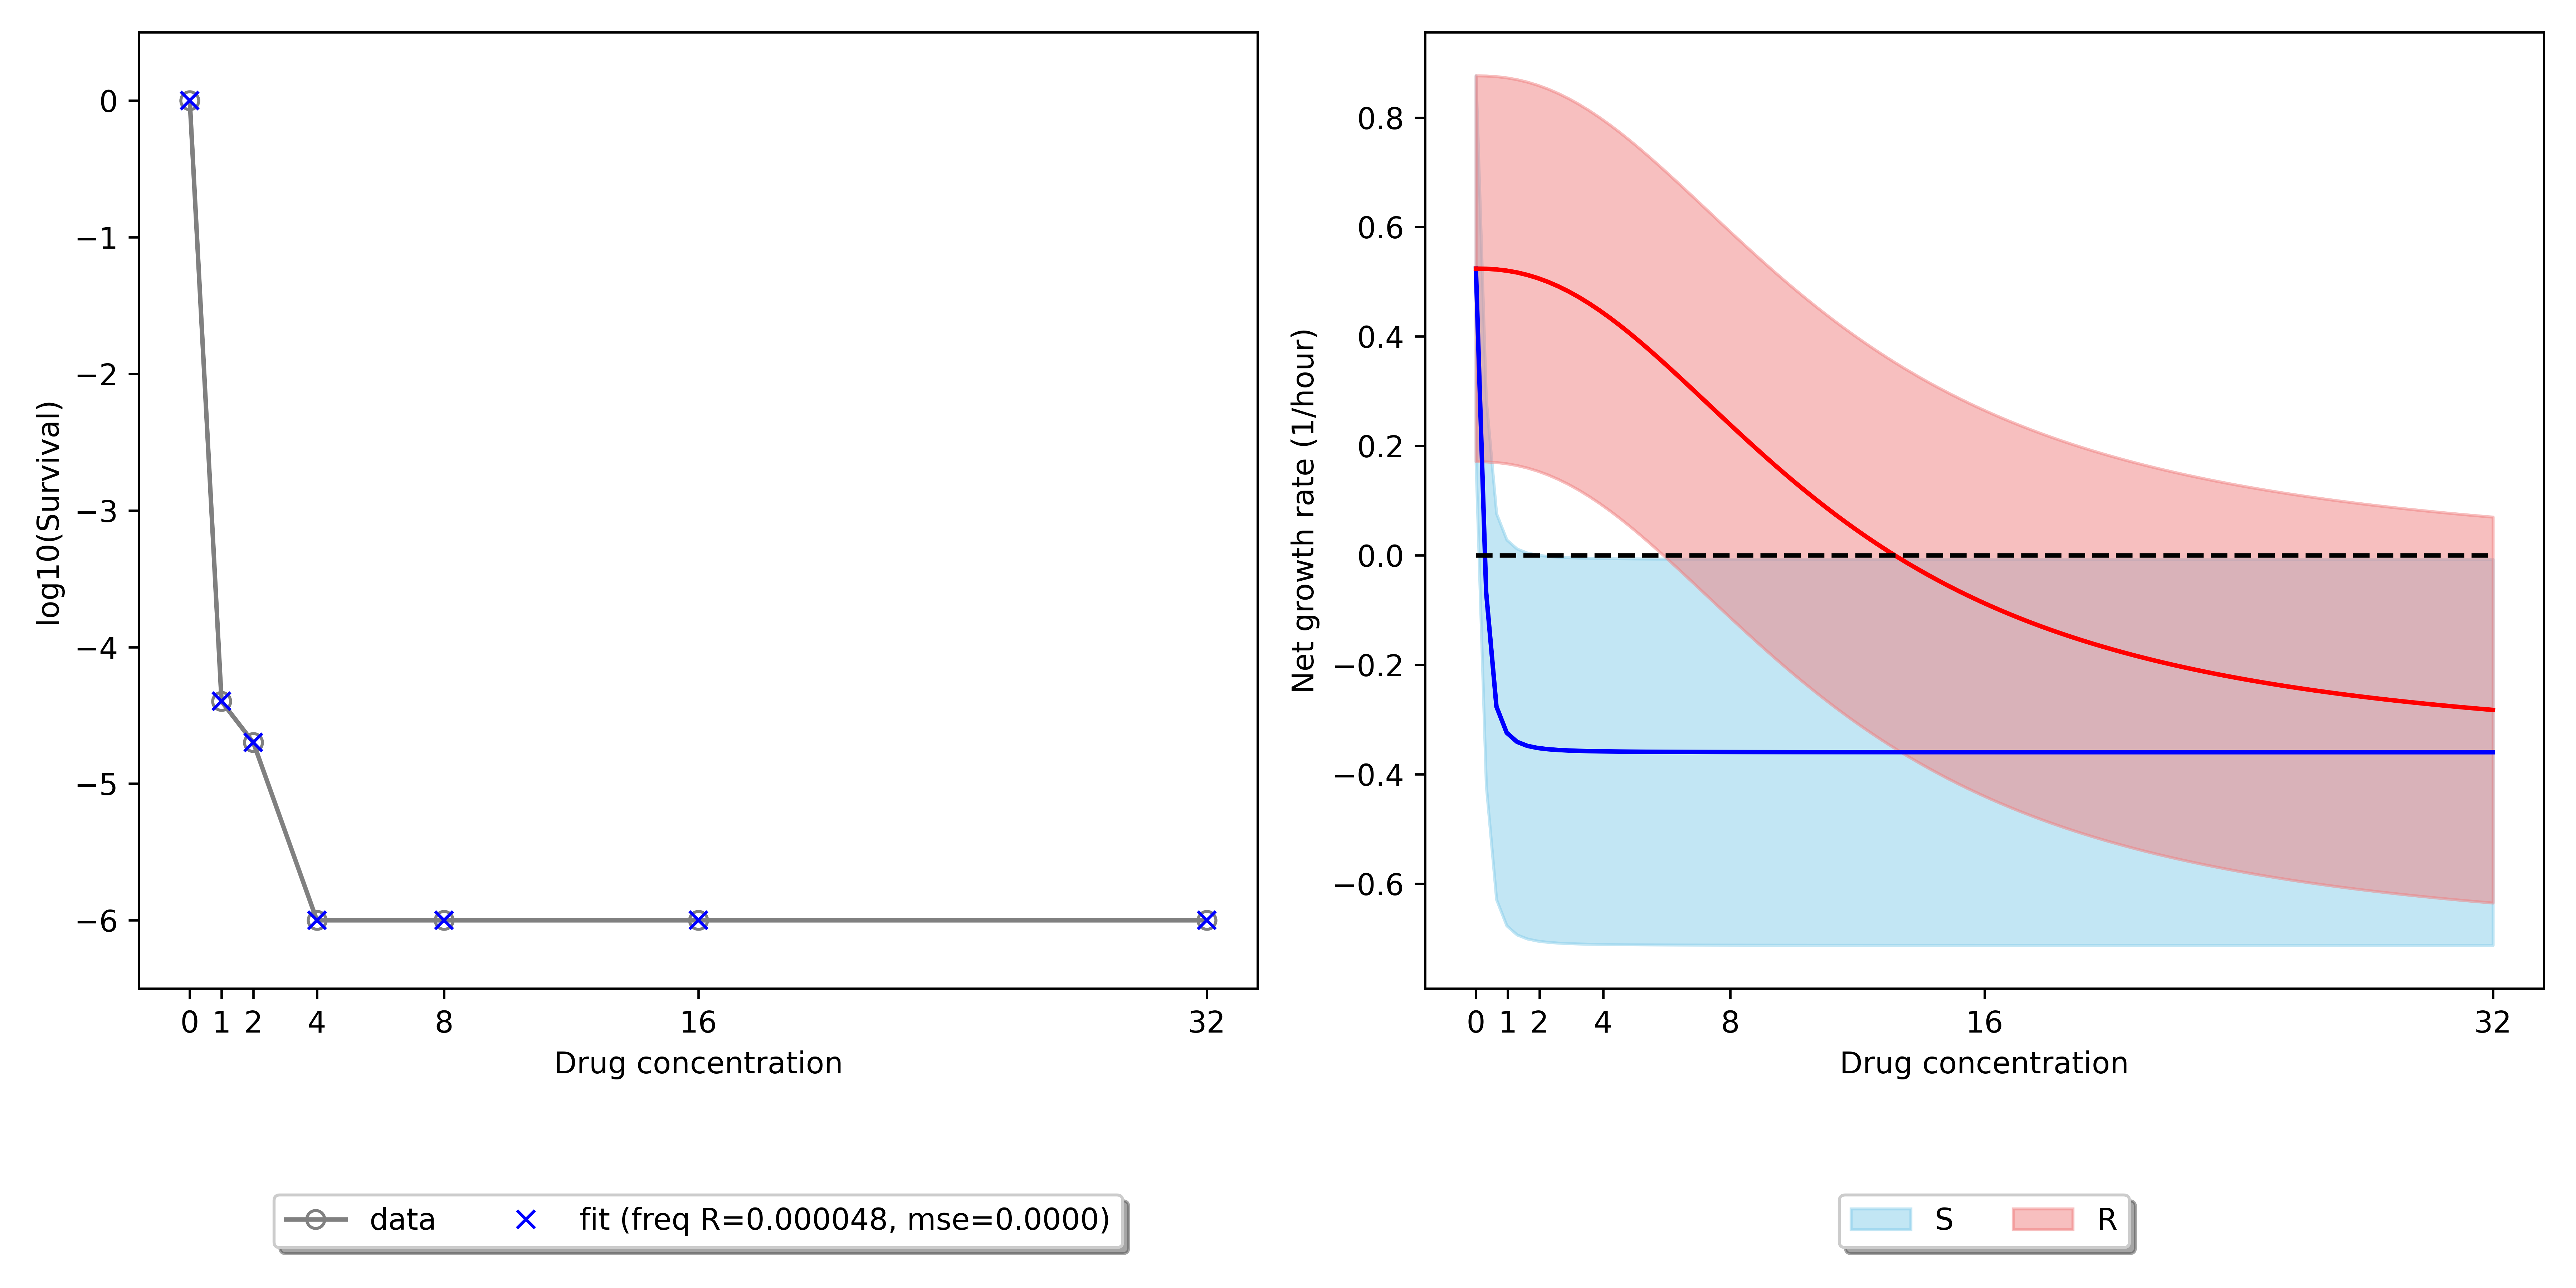 0
−1
−2
−3
−4
−5
−6
log10(Survival)
0 1 2 4 8 16 32
Drug concentration
data fit (freq R=0.000048, mse=0.0000)
0.8
0.6
0.4
0.2
0.0
−0.2
−0.4
−0.6
Net growth rate (1/hour)
0 1 2 4 8 16 32
Drug concentration
S R